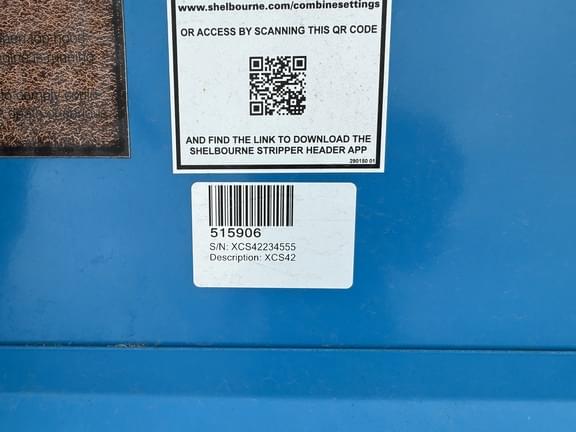 www.shelbourne.com/combinesettings
OR ACCESS BY SCANNING THIS QR CODE
AND FIND THE LINK TO DOWNLOAD THE
SHELBOURNE STRIPPER HEADER APP
290150 01
515906
S/N: XCS42234555
Description: XCS42